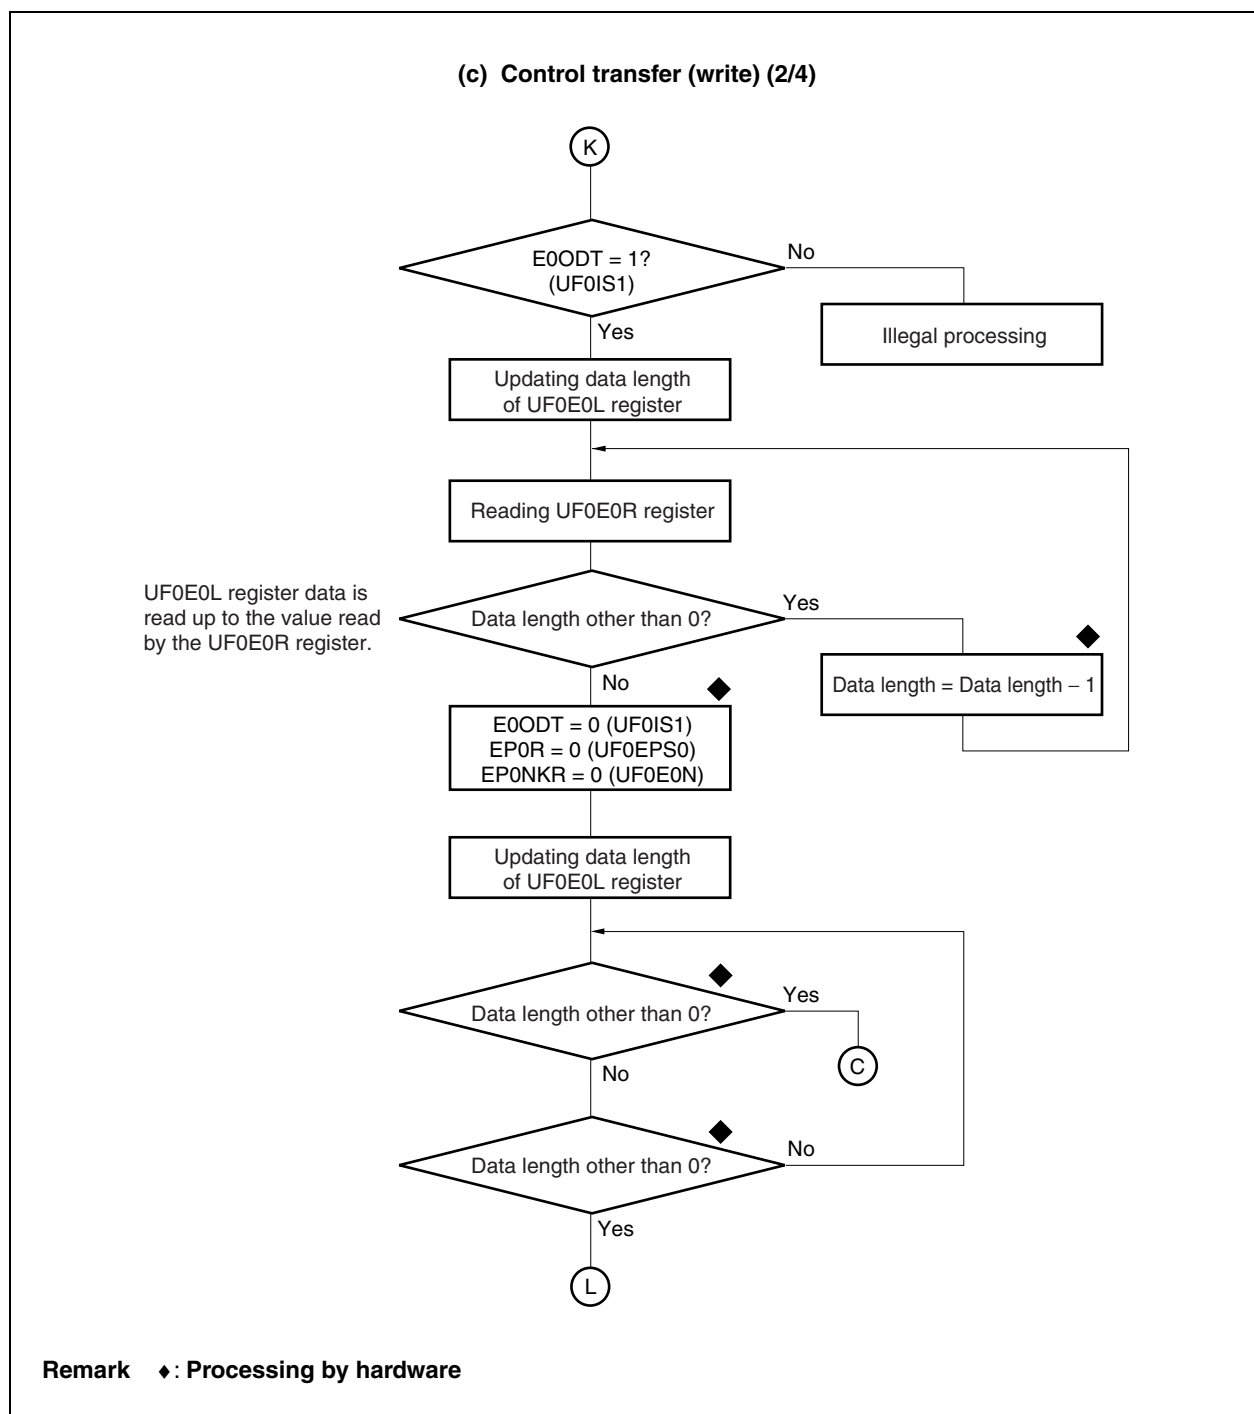 (c) Control transfer (write) (2/4)
K
E0ODT = 1?
(UF0IS1)
No
Illegal processing
Yes
Updating data length
of UF0E0L register
Reading UF0E0R register
UF0E0L register data is
read up to the value read
by the UF0E0R register.
Data length other than 0?
Yes
Data length = Data length − 1
No
E0ODT = 0 (UF0IS1)
EP0R = 0 (UF0EPS0)
EP0NKR = 0 (UF0E0N)
Updating data length
of UF0E0L register
Data length other than 0?
Yes
C
No
Data length other than 0?
No
Yes
L
Remark ♦: Processing by hardware